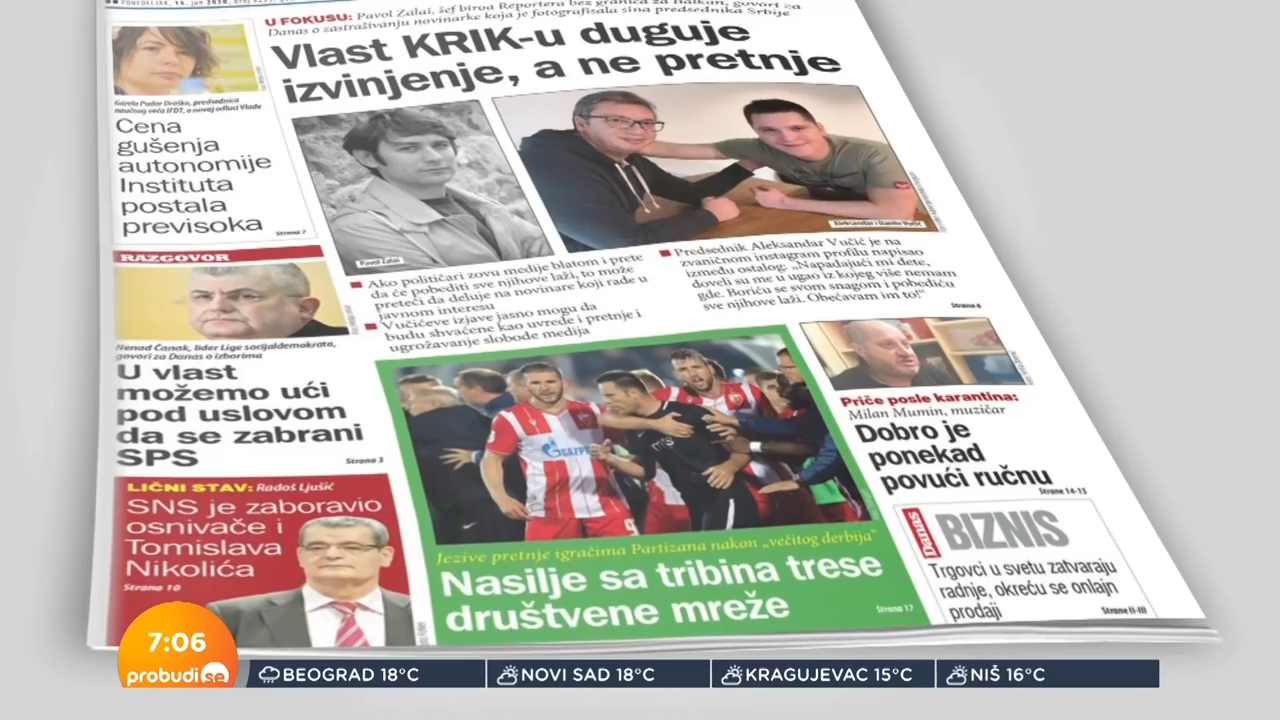 PONEDELJAK, 15. jun 2020
U FOKUSU: Pavol Zalai, šef biroa Reportera bez granica za Balkan, govori za
Danas o zastraživanju novinarke koja je fotografisala sina predsednika Srbije
Vlast KRIK-u duguje
izvinjenje, a ne pretnje
Gazela Pudar Draško, predsednica
naučnog veća IFDT, o novoj odluci Vlade
Cena
gušenja
autonomije
Instituta
postala
previsoka
Strana 7
Pavol Zalai
Aleksandar i Danilo Vučić
Ako političari zovu medije blatom i prete
da će pobediti sve njihove laži, to može
preteći da deluje na novinare koji rade u
javnom interesu
Vučićeve izjave jasno mogu da
budu shvaćene kao uvrede i pretnje i
ugrožavanje slobode medija
Predsednik Aleksandar Vučić je na
zvaničnom instagram profilu napisao
između ostalog: „Napadajući mi dete,
doveli su me u ugao iz kojeg više nemam
gde. Boriću se svom snagom i pobediću
sve njihove laži. Obećavam im to!"
Strana 6
RAZGOVOR
Nenad Čanak, lider Lige socijaldemokrata,
govori za Danas o izborima
U vlast
možemo ući
pod uslovom
da se zabrani
SPS
Strana 3
LIČNI STAV: Radoš Ljušić
SNS je zaboravio
osnivače i
Tomislava
Nikolića
Strana 10
GAZPR
mts
Jezive pretnje igračima Partizana nakon „večitog derbija"
Nasilje sa tribina trese
društvene mreže
Strana 17
Priče posle karantina:
Milan Mumin, muzičar
Dobro je
ponekad
povući ručnu
Strane 14-15
Danas
BIZNIS
Trgovci u svetu zatvaraju
radnje, okreću se onlajn
prodaji
Strane II-III
7:06
probudi se
BEOGRAD 18°C
NOVI SAD 18°C
KRAGUJEVAC 15°C
NIŠ 16°C